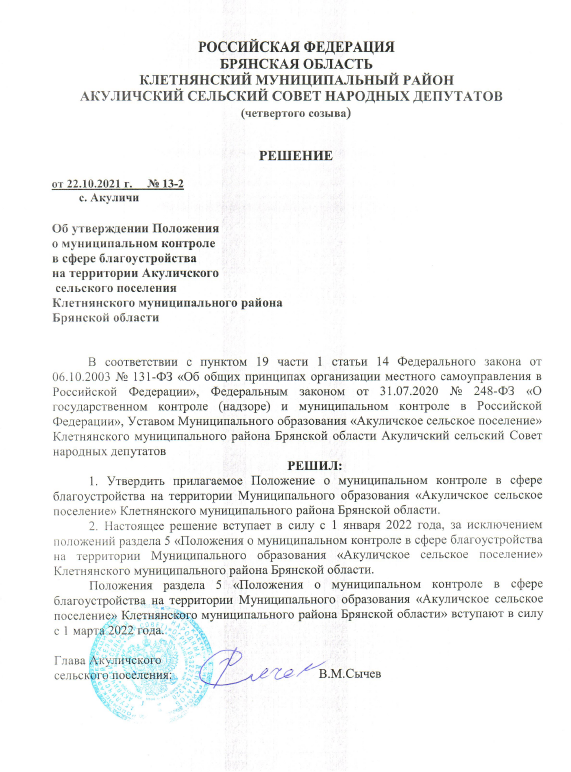 РОССИЙСКАЯ ФЕДЕРАЦИЯ
БРЯНСКАЯ ОБЛАСТЬ
КЛЕТНЯНСКИЙ МУНИЦИПАЛЬНЫЙ РАЙОН
АКУЛИЧСКИЙ СЕЛЬСКИЙ СОВЕТ НАРОДНЫХ ДЕПУТАТОВ
(четвертого созыва)
РЕШЕНИЕ
от 22.10.2021 г. № 13-2
с. Акуличи
Об утверждении Положения
о муниципальном контроле
в сфере благоустройства
на территории Акуличского
сельского поселения
Клетнянского муниципального района
Брянской области
В соответствии с пунктом 19 части 1 статьи 14 Федерального закона от
06.10.2003 № 131-ФЗ «Об общих принципах организации местного самоуправления в
Российской Федерации», Федеральным законом от 31.07.2020 № 248-ФЗ «О
государственном контроле (надзоре) и муниципальном контроле в Российской
Федерации», Уставом Муниципального образования «Акуличское сельское поселение»
Клетнянского муниципального района Брянской области Акуличский сельский Совет
народных депутатов
РЕШИЛ:
1. Утвердить прилагаемое Положение о муниципальном контроле в сфере
благоустройства на территории Муниципального образования «Акуличское сельское
поселение» Клетнянского муниципального района Брянской области.
2. Настоящее решение вступает в силу с 1 января 2022 года, за исключением
положений раздела 5 «Положения о муниципальном контроле в сфере благоустройства
на территории Муниципального образования «Акуличское сельское поселение»
Клетнянского муниципального района Брянской области.
Положения раздела 5 «Положения о муниципальном контроле в сфере
благоустройства на территории Муниципального образования «Акуличское сельское
поселение» Клетнянского муниципального района Брянской области» вступают в силу
с 1 марта 2022 года.
Глава Акуличского
сельского поселения:
В.М.Сычев